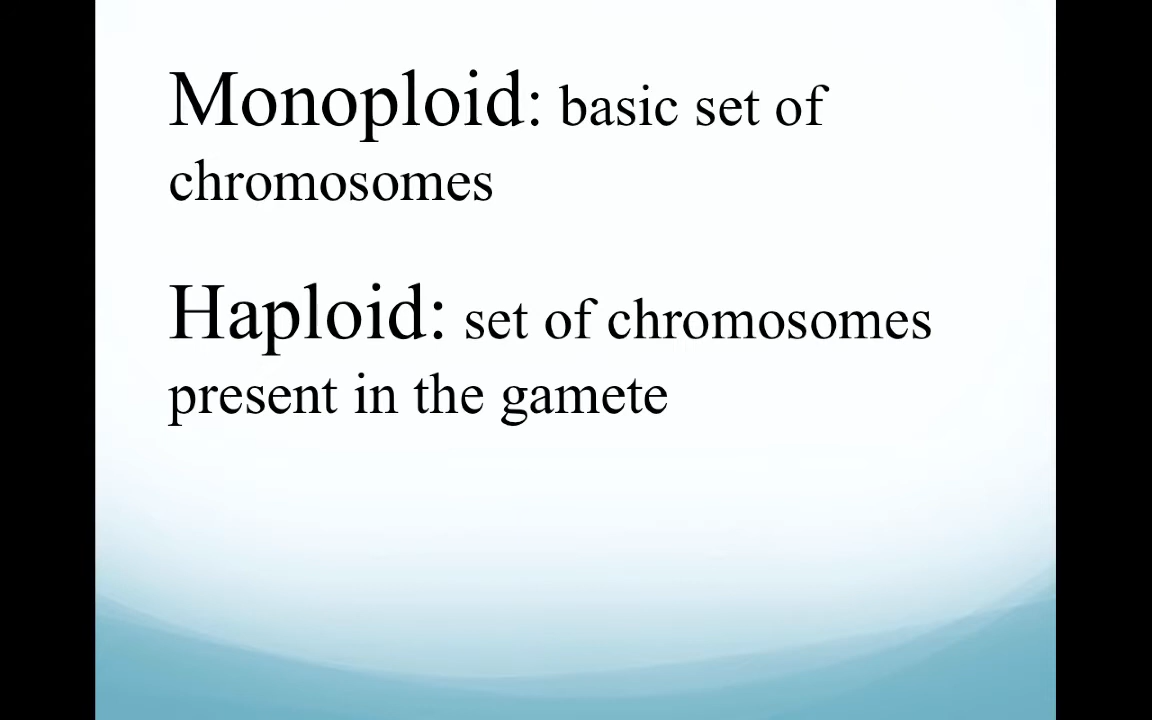 Monoploid: basic set of
chromosomes
Haploid: set of chromosomes
present in the gamete